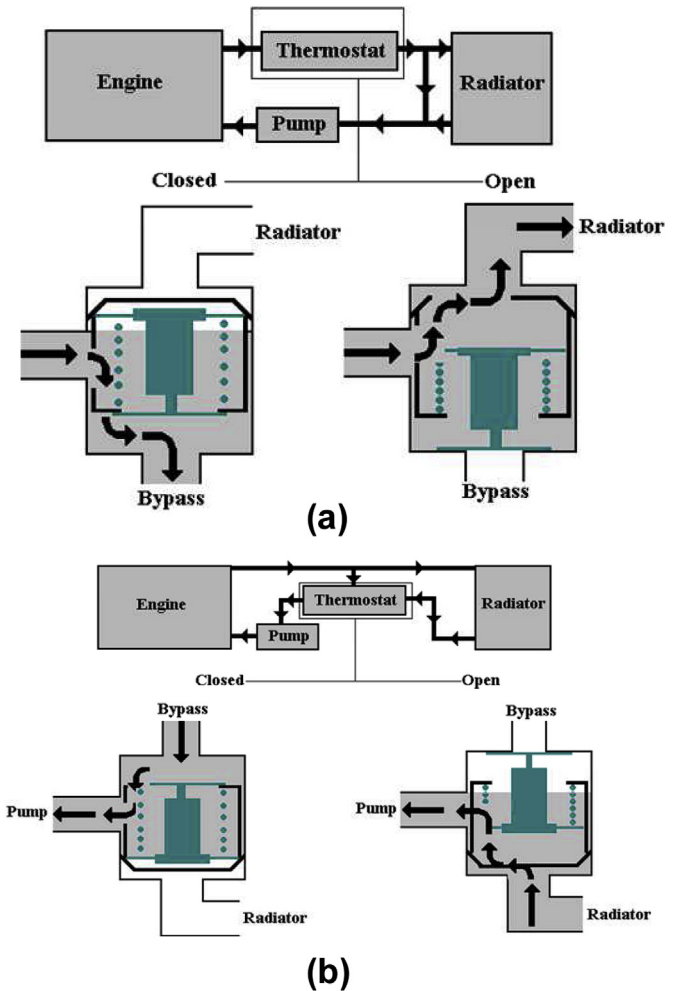 Engine
Thermostat
Radiator
Pump
Closed
Open
Radiator
Radiator
Bypass
Bypass
(a)
Engine
Thermostat
Radiator
Pump
Closed
Open
Bypass
Bypass
Pump
Pump
Radiator
Radiator
(b)